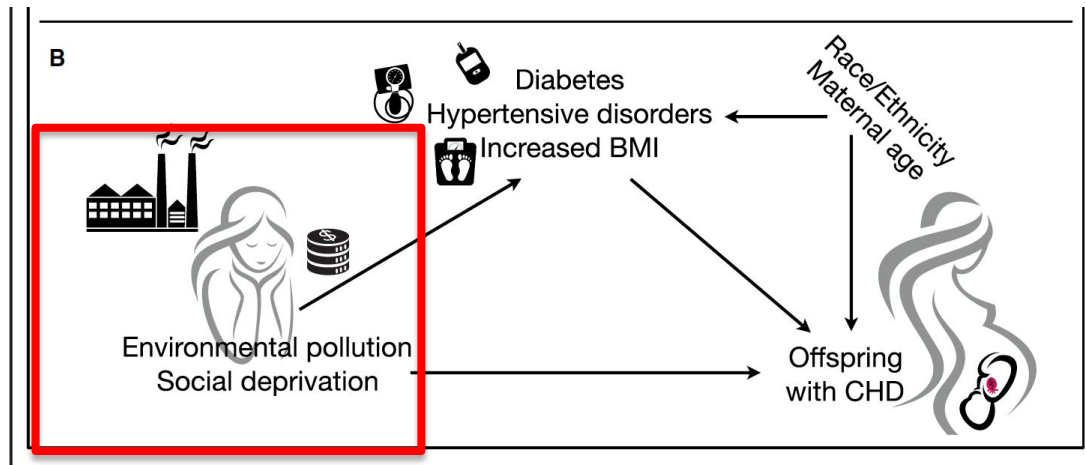 B
Diabetes
Hypertensive disorders
Increased BMI
Race/Ethnicity
Maternal age
$
Environmental pollution
Social deprivation
Offspring
with CHD